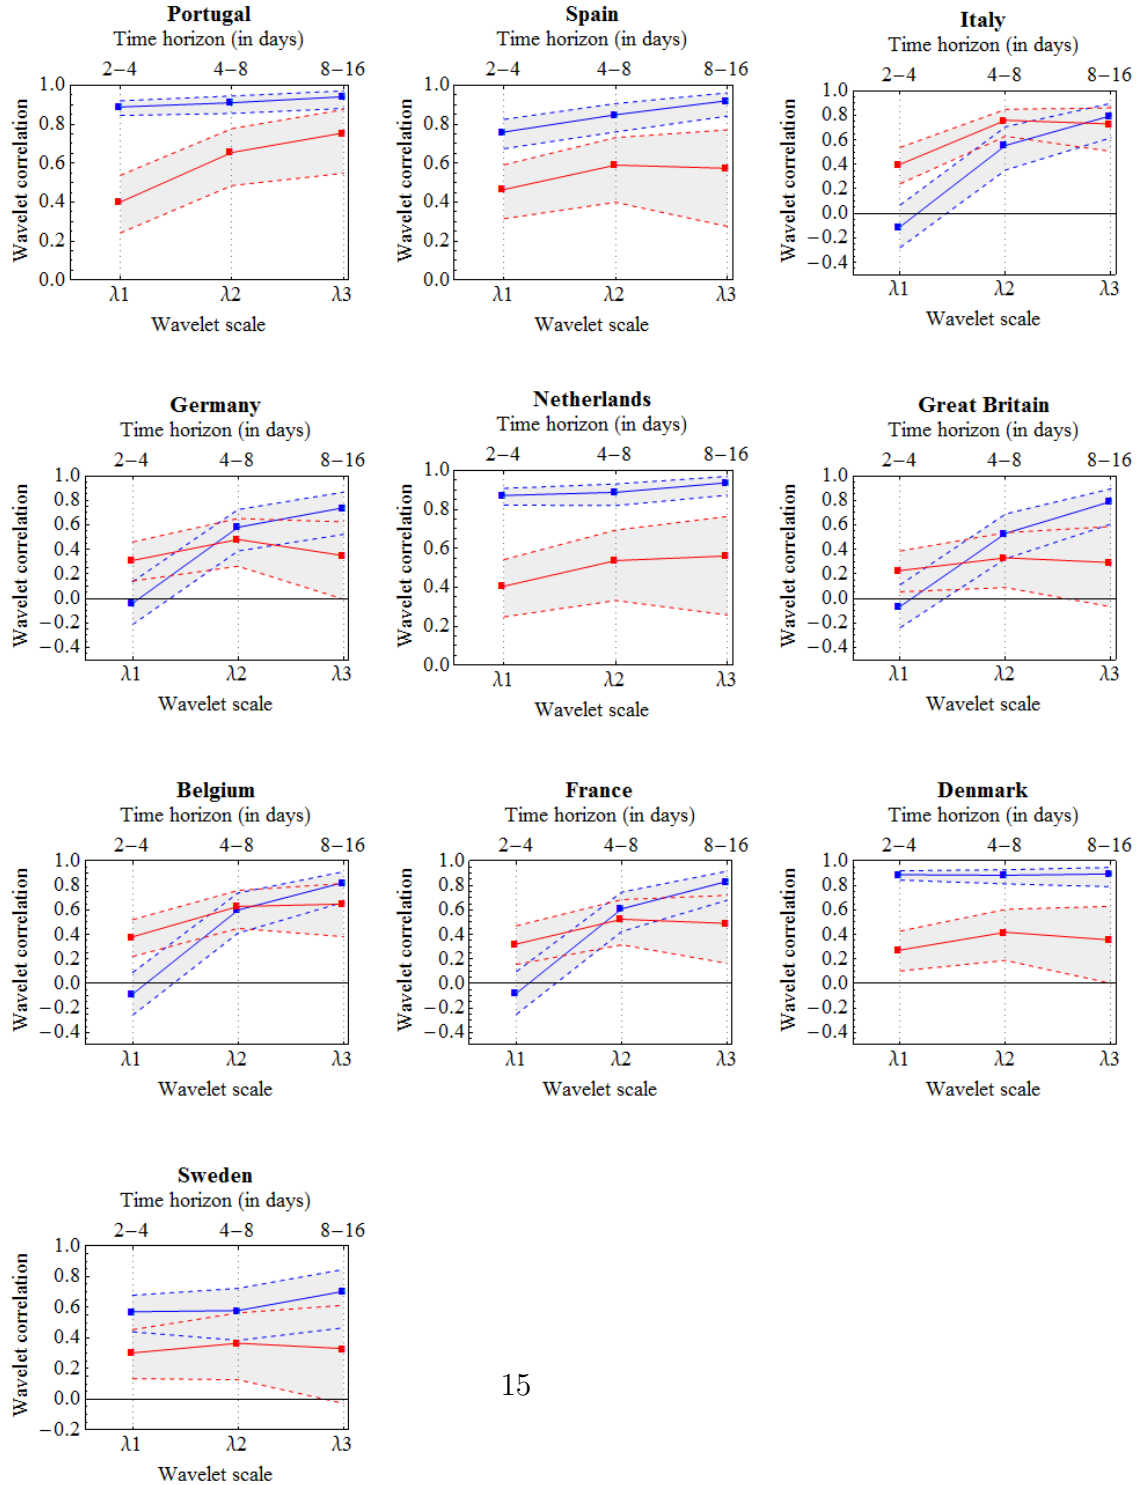 Portugal
Time horizon (in days)
2–4 4–8 8–16
1.0
0.8
0.6
0.4
0.2
0.0
Wavelet correlation
λ1 λ2 λ3
Wavelet scale
Spain
Time horizon (in days)
2–4 4–8 8–16
1.0
0.8
0.6
0.4
0.2
0.0
Wavelet correlation
λ1 λ2 λ3
Wavelet scale
Italy
Time horizon (in days)
2–4 4–8 8–16
1.0
0.8
0.6
0.4
0.2
0.0
−0.2
−0.4
Wavelet correlation
λ1 λ2 λ3
Wavelet scale
Germany
Time horizon (in days)
2–4 4–8 8–16
1.0
0.8
0.6
0.4
0.2
0.0
−0.2
−0.4
Wavelet correlation
λ1 λ2 λ3
Wavelet scale
Netherlands
Time horizon (in days)
2–4 4–8 8–16
1.0
0.8
0.6
0.4
0.2
0.0
Wavelet correlation
λ1 λ2 λ3
Wavelet scale
Great Britain
Time horizon (in days)
2–4 4–8 8–16
1.0
0.8
0.6
0.4
0.2
0.0
−0.2
−0.4
Wavelet correlation
λ1 λ2 λ3
Wavelet scale
Belgium
Time horizon (in days)
2–4 4–8 8–16
1.0
0.8
0.6
0.4
0.2
0.0
−0.2
−0.4
Wavelet correlation
λ1 λ2 λ3
Wavelet scale
France
Time horizon (in days)
2–4 4–8 8–16
1.0
0.8
0.6
0.4
0.2
0.0
−0.2
−0.4
Wavelet correlation
λ1 λ2 λ3
Wavelet scale
Denmark
Time horizon (in days)
2–4 4–8 8–16
1.0
0.8
0.6
0.4
0.2
0.0
−0.2
−0.4
Wavelet correlation
λ1 λ2 λ3
Wavelet scale
Sweden
Time horizon (in days)
2–4 4–8 8–16
1.0
0.8
0.6
0.4
0.2
0.0
−0.2
Wavelet correlation
λ1 λ2 λ3
Wavelet scale
15